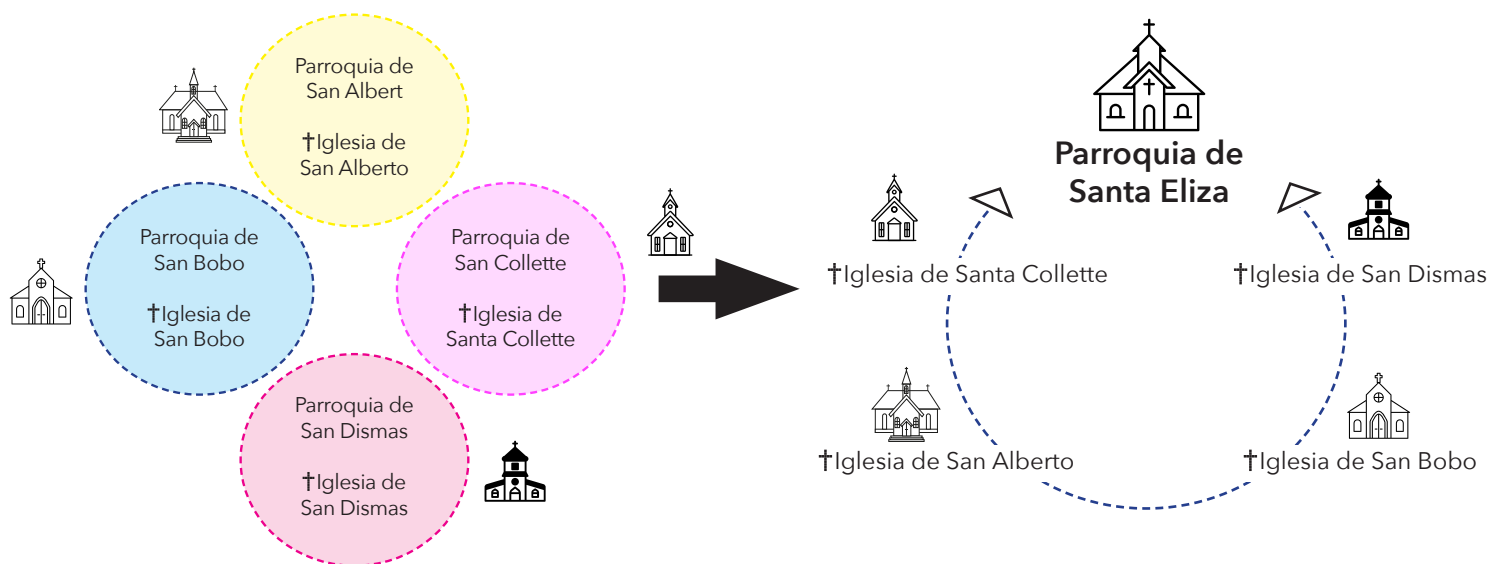 Parroquia de
San Albert
†Iglesia de
San Alberto
Parroquia de
San Bobo
†Iglesia de
San Bobo
Parroquia de
San Collette
†Iglesia de
Santa Collette
Parroquia de
San Dismas
†Iglesia de
San Dismas
Parroquia de
Santa Eliza
†Iglesia de Santa Collette
†Iglesia de San Dismas
†Iglesia de San Alberto
†Iglesia de San Bobo